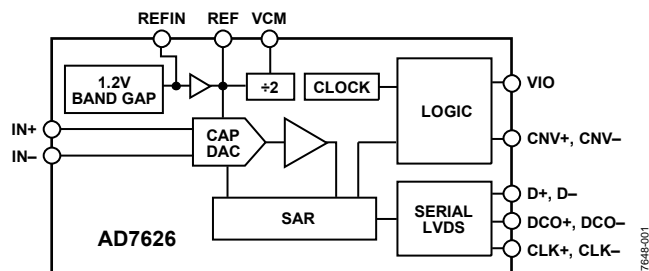 REFIN REF VCM
1.2V
BAND GAP
÷2
CLOCK
LOGIC
VIO
IN+
IN–
CAP
DAC
CNV+, CNV–
SAR
SERIAL
LVDS
D+, D–
DCO+, DCO–
CLK+, CLK–
AD7626
7648-001